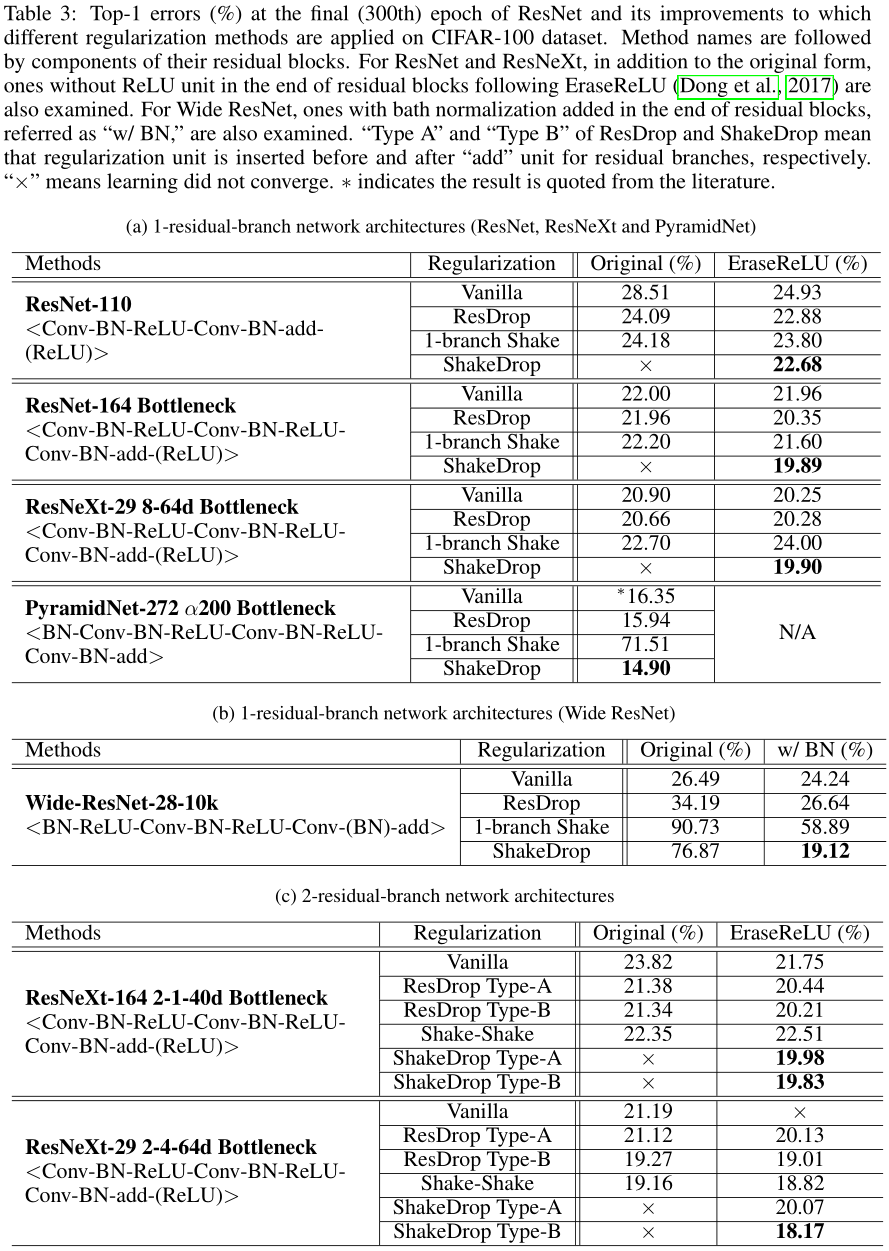 Table 3: Top-1 errors (%) at the final (300th) epoch of ResNet and its improvements to which
different regularization methods are applied on CIFAR-100 dataset. Method names are followed
by components of their residual blocks. For ResNet and ResNeXt, in addition to the original form,
ones without ReLU unit in the end of residual blocks following EraseReLU (Dong et al., 2017) are
also examined. For Wide ResNet, ones with bath normalization added in the end of residual blocks,
referred as “w/ BN,” are also examined. “Type A” and “Type B” of ResDrop and ShakeDrop mean
that regularization unit is inserted before and after “add” unit for residual branches, respectively.
“×” means learning did not converge. * indicates the result is quoted from the literature.
(a) 1-residual-branch network architectures (ResNet, ResNeXt and PyramidNet)
Methods Regularization Original (%) EraseReLU (%)
ResNet-110
<Conv-BN-ReLU-Conv-BN-add-
(ReLU)>
Vanilla 28.51 24.93
ResDrop 24.09 22.88
1-branch Shake 24.18 23.80
ShakeDrop × 22.68
ResNet-164 Bottleneck
<Conv-BN-ReLU-Conv-BN-ReLU-
Conv-BN-add-(ReLU)>
Vanilla 22.00 21.96
ResDrop 21.96 20.35
1-branch Shake 22.20 21.60
ShakeDrop × 19.89
ResNeXt-29 8-64d Bottleneck
<Conv-BN-ReLU-Conv-BN-ReLU-
Conv-BN-add-(ReLU)>
Vanilla 20.90 20.25
ResDrop 20.66 20.28
1-branch Shake 22.70 24.00
ShakeDrop × 19.90
PyramidNet-272 α200 Bottleneck
<BN-Conv-BN-ReLU-Conv-BN-ReLU-
Conv-BN-add>
Vanilla *16.35
ResDrop 15.94
1-branch Shake 71.51
ShakeDrop 14.90
N/A
(b) 1-residual-branch network architectures (Wide ResNet)
Methods Regularization Original (%) w/ BN (%)
Wide-ResNet-28-10k
<BN-ReLU-Conv-BN-ReLU-Conv-(BN)-add>
Vanilla 26.49 24.24
ResDrop 34.19 26.64
1-branch Shake 90.73 58.89
ShakeDrop 76.87 19.12
(c) 2-residual-branch network architectures
Methods Regularization Original (%) EraseReLU (%)
ResNeXt-164 2-1-40d Bottleneck
<Conv-BN-ReLU-Conv-BN-ReLU-
Conv-BN-add-(ReLU)>
Vanilla 23.82 21.75
ResDrop Type-A 21.38 20.44
ResDrop Type-B 21.34 20.21
Shake-Shake 22.35 22.51
ShakeDrop Type-A × 19.98
ShakeDrop Type-B × 19.83
ResNeXt-29 2-4-64d Bottleneck
<Conv-BN-ReLU-Conv-BN-ReLU-
Conv-BN-add-(ReLU)>
Vanilla 21.19 ×
ResDrop Type-A 21.12 20.13
ResDrop Type-B 19.27 19.01
Shake-Shake 19.16 18.82
ShakeDrop Type-A × 20.07
ShakeDrop Type-B × 18.17